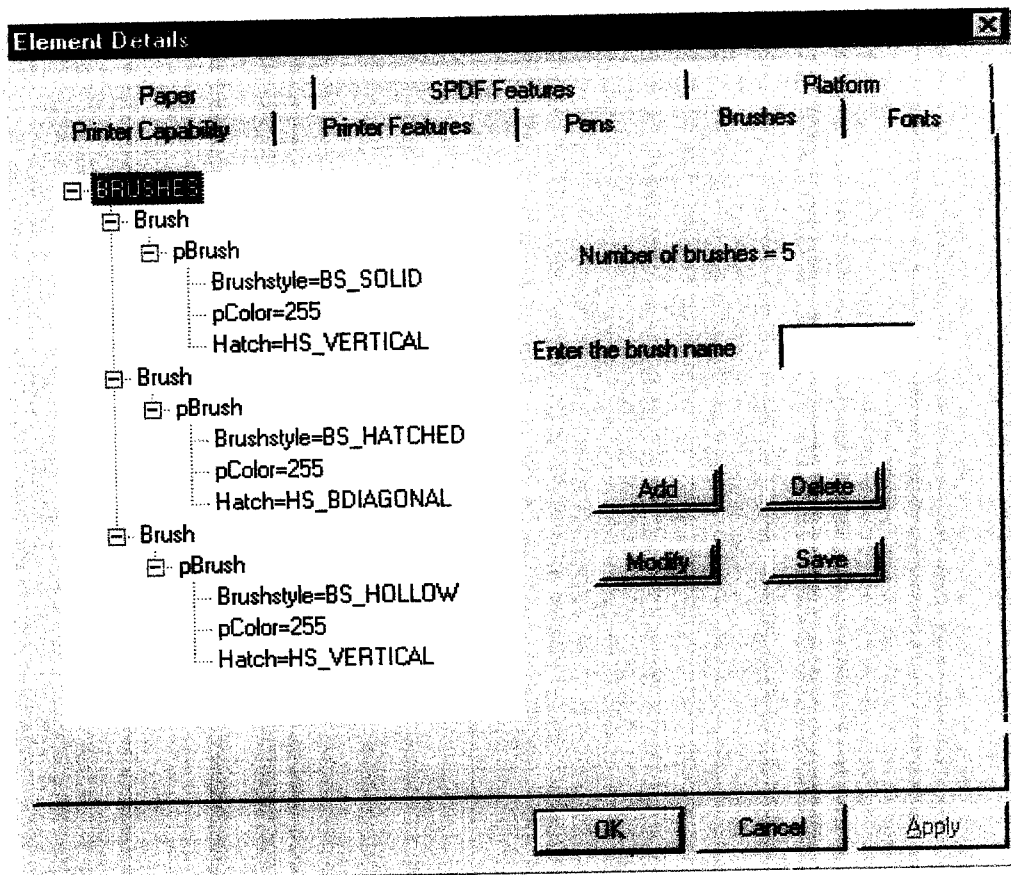 Element Details
Paper SPDF Features Platform
Printer Capability Printer Features Pens Brushes Fonts
BRUSHES
Brush
pBrush
Brushstyle=BS_SOLID
pColor=255
Hatch=HS_VERTICAL
Brush
pBrush
Brushstyle=BS_HATCHED
pColor=255
Hatch=HS_BDIAGONAL
Brush
pBrush
Brushstyle=BS_HOLLOW
pColor=255
Hatch=HS_VERTICAL
Number of brushes = 5
Enter the brush name
Add Delete
Modify Save
OK Cancel Apply